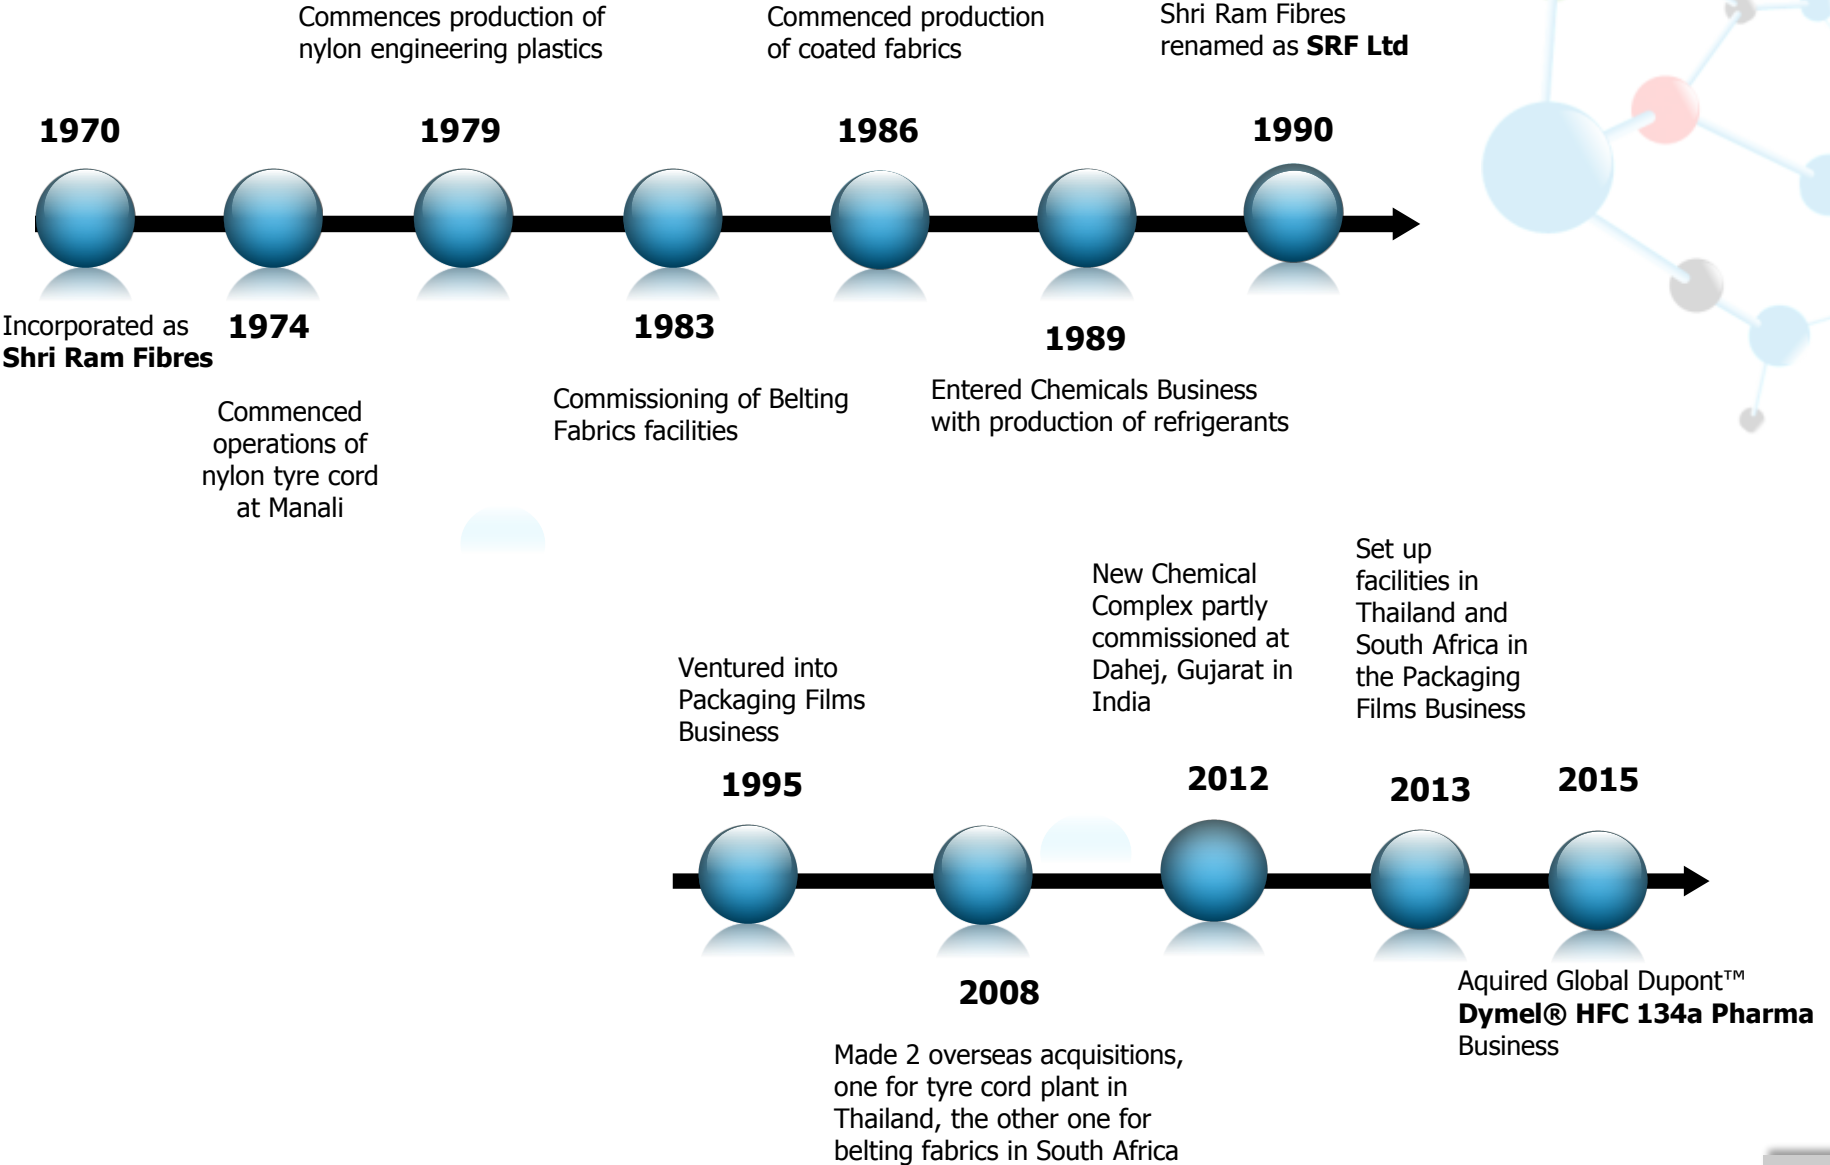 Commences production of
nylon engineering plastics
Commenced production
of coated fabrics
Shri Ram Fibres
renamed as SRF Ltd
1970
1979
1986
1990
Incorporated as
Shri Ram Fibres
1974
Commenced
operations of
nylon tyre cord
at Manali
1983
Commissioning of Belting
Fabrics facilities
1989
Entered Chemicals Business
with production of refrigerants
Ventured into
Packaging Films
Business
1995
New Chemical
Complex partly
commissioned at
Dahej, Gujarat in
India
2012
Set up
facilities in
Thailand and
South Africa in
the Packaging
Films Business
2013
2015
2008
Made 2 overseas acquisitions,
one for tyre cord plant in
Thailand, the other one for
belting fabrics in South Africa
Aquired Global Dupont™
Dymel® HFC 134a Pharma
Business